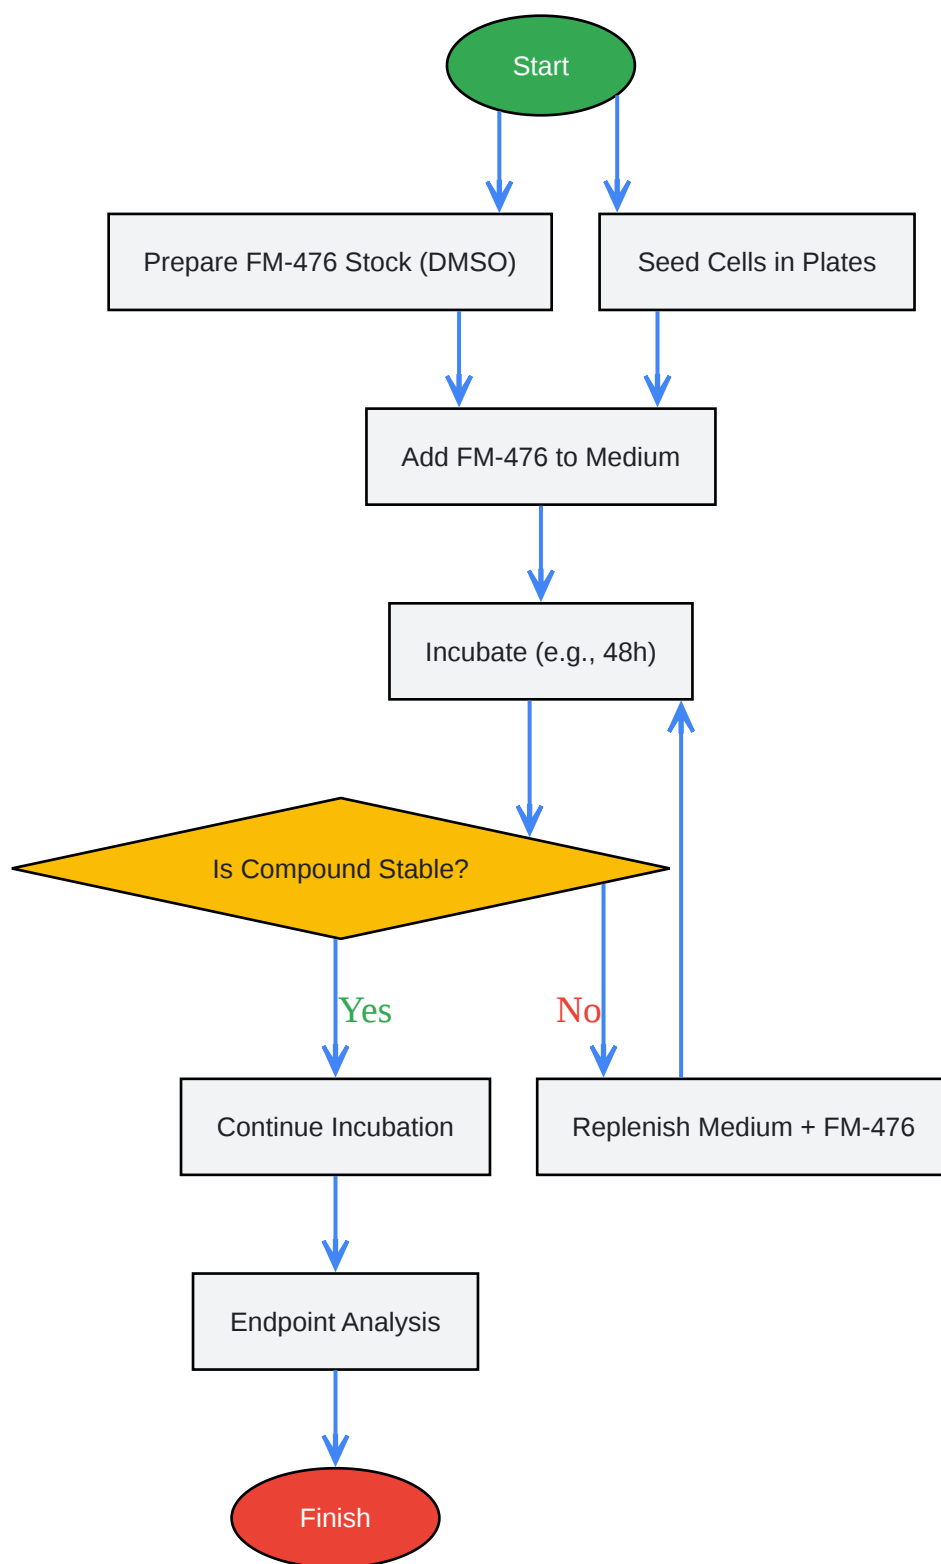 Start
Prepare FM-476 Stock (DMSO)
Seed Cells in Plates
Add FM-476 to Medium
Incubate (e.g., 48h)
Is Compound Stable?
Yes
No
Continue Incubation
Replenish Medium + FM-476
Endpoint Analysis
Finish